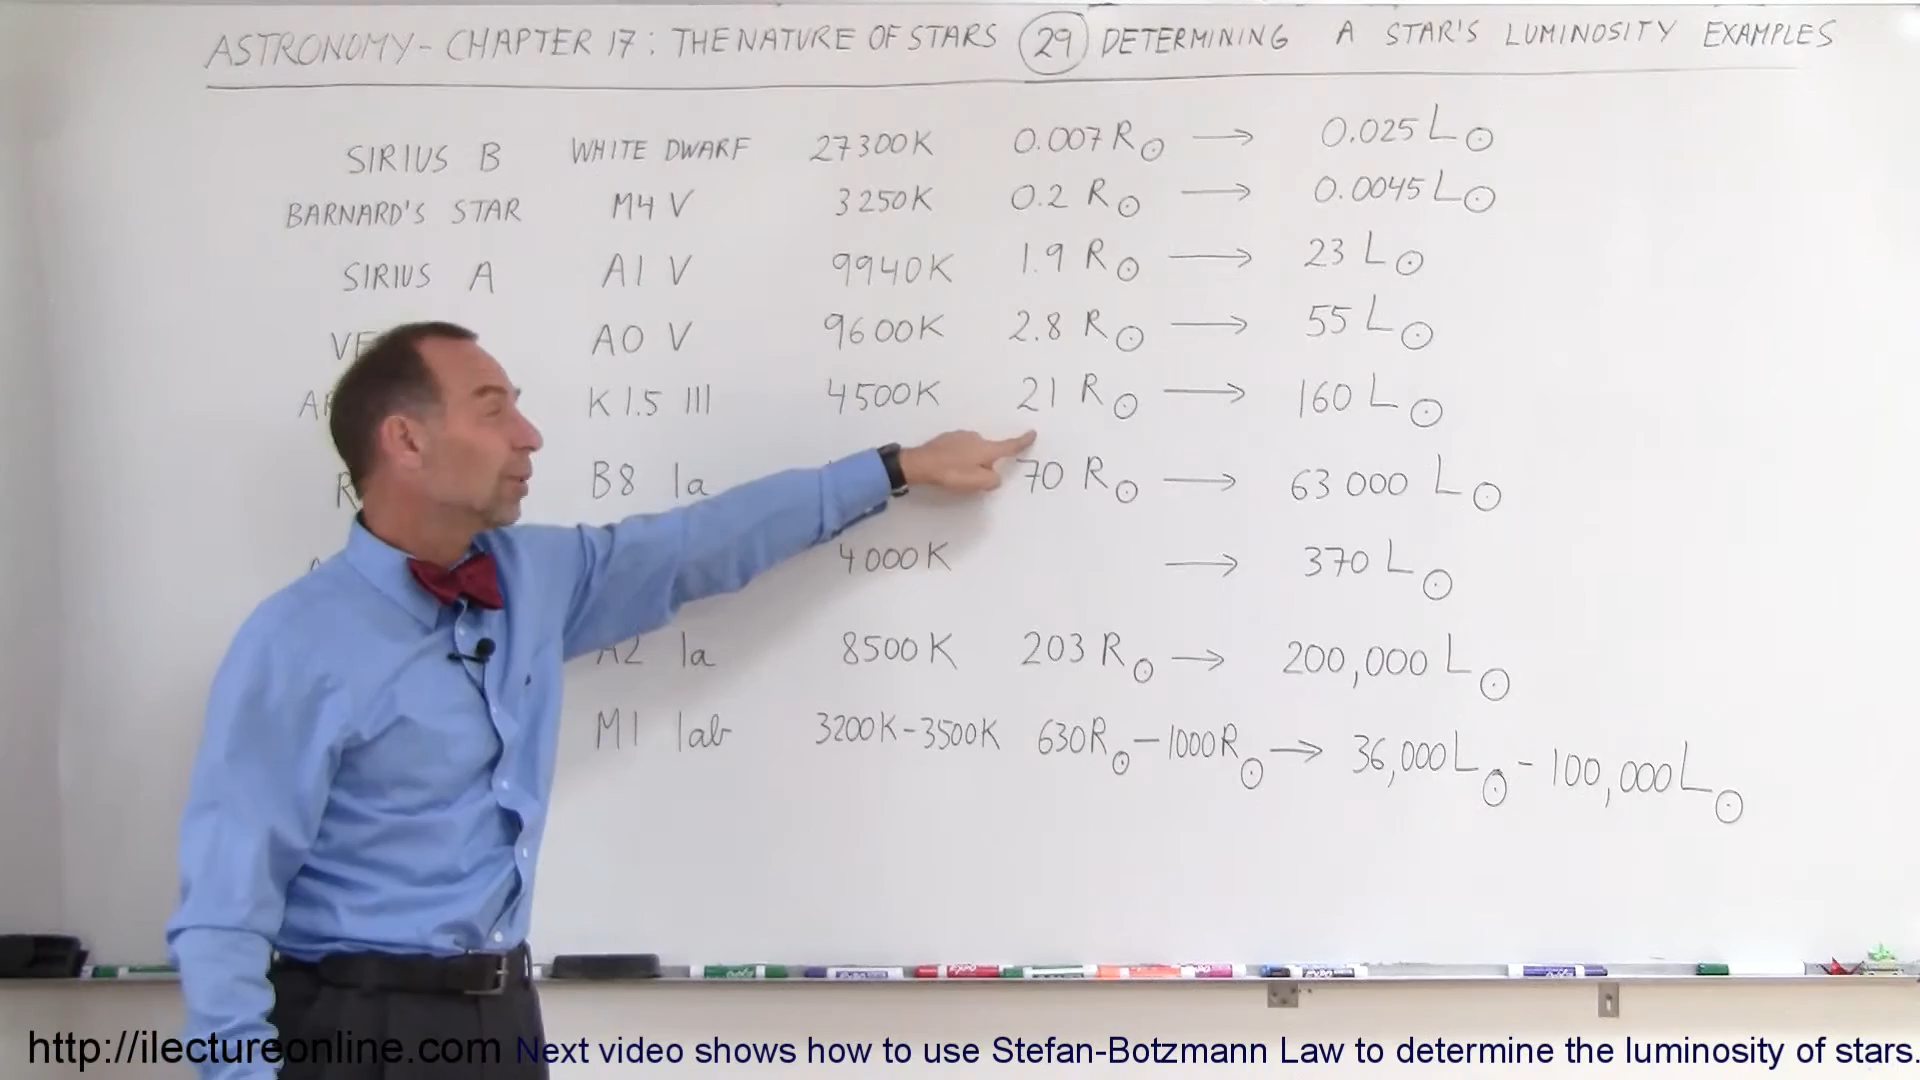 ASTRONOMY - CHAPTER 17: THE NATURE OF STARS 29 DETERMINING A STAR'S LUMINOSITY EXAMPLES
SIRIUS B WHITE DWARF 27300K 0.007 R⊙ → 0.025 L⊙
BARNARD'S STAR M4 V 3250K 0.2 R⊙ → 0.0045 L⊙
SIRIUS A A1 V 9940K 1.9 R⊙ → 23 L⊙
VE A0 V 9600K 2.8 R⊙ → 55 L⊙
K 1.5 III 4500K 21 R⊙ → 160 L⊙
R B8 Ia 70 R⊙ → 63 000 L⊙
4000K → 370 L⊙
A2 Ia 8500K 203 R⊙ → 200,000 L⊙
M1 Iab 3200K-3500K 630R⊙ - 1000R⊙ → 36,000L⊙ - 100,000L⊙
http://ilectureonline.com Next video shows how to use Stefan-Botzmann Law to determine the luminosity of stars.